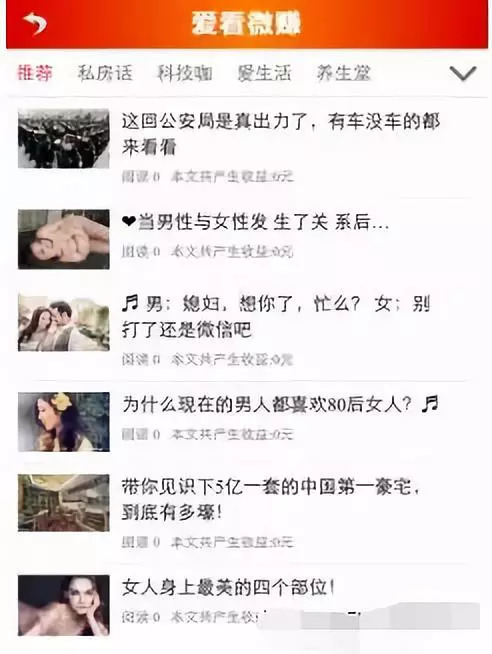 爱看微赚
推荐 私房话 科技咖 爱生活 养生堂
这回公安局是真出力了，有车没车的都
来看看
阅读 0 本文共产生收益:0元
❤当男性与女性发 生了关 系后...
阅读 0 本文共产生收益:0元
♬ 男：媳妇，想你了，忙么？ 女；别
打了还是微信吧
阅读 0 本文共产生收益:0元
为什么现在的男人都喜欢80后女人？♬
阅读 0 本文共产生收益:0元
带你见识下5亿一套的中国第一豪宅，
到底有多壕！
阅读 0 本文共产生收益:0元
女人身上最美的四个部位！
阅读 0 本文共产生收